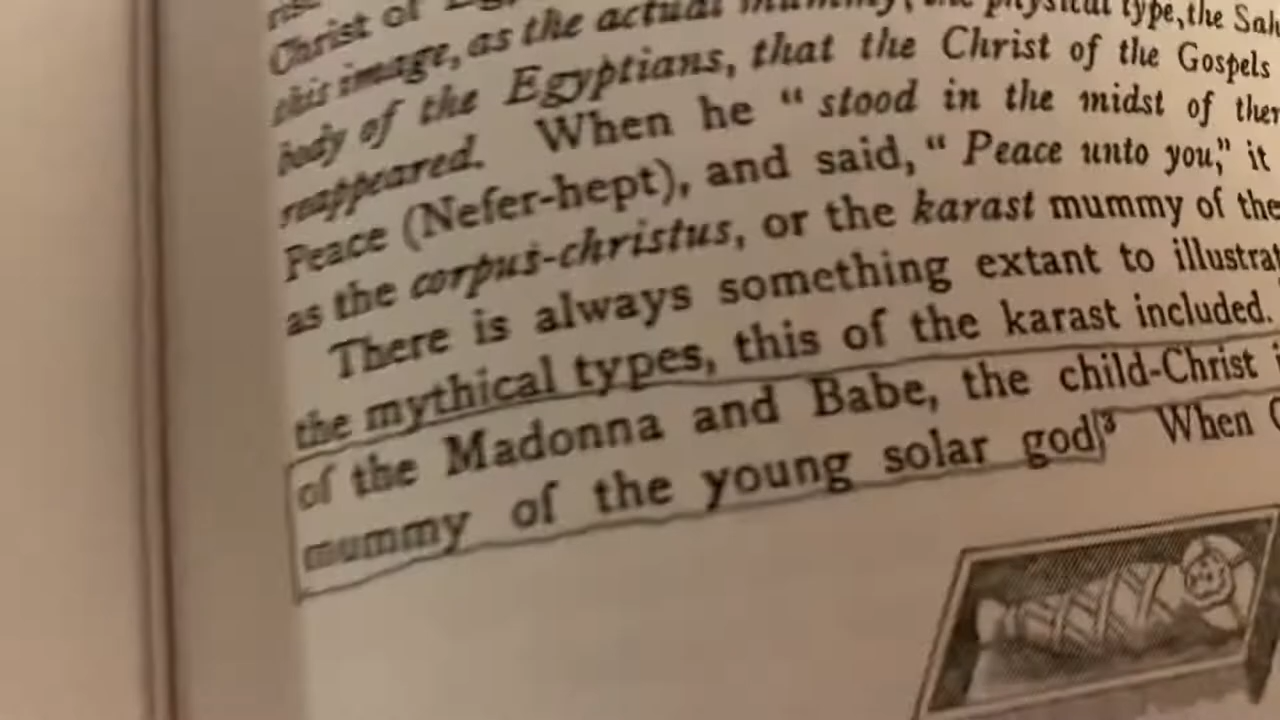 Christ of
this image, as the actual mummy, the physical type, the Sah
body of the Egyptians, that the Christ of the Gospels
reappeared. When he “ stood in the midst of
Peace (Nefer-hept), and said, “ Peace unto you,” it
as the corpus-christus, or the karast mummy of the
There is always something extant to
the mythical types, this of the karast included.
of the Madonna and Babe, the child-Christ
mummy of the young solar god.³ When